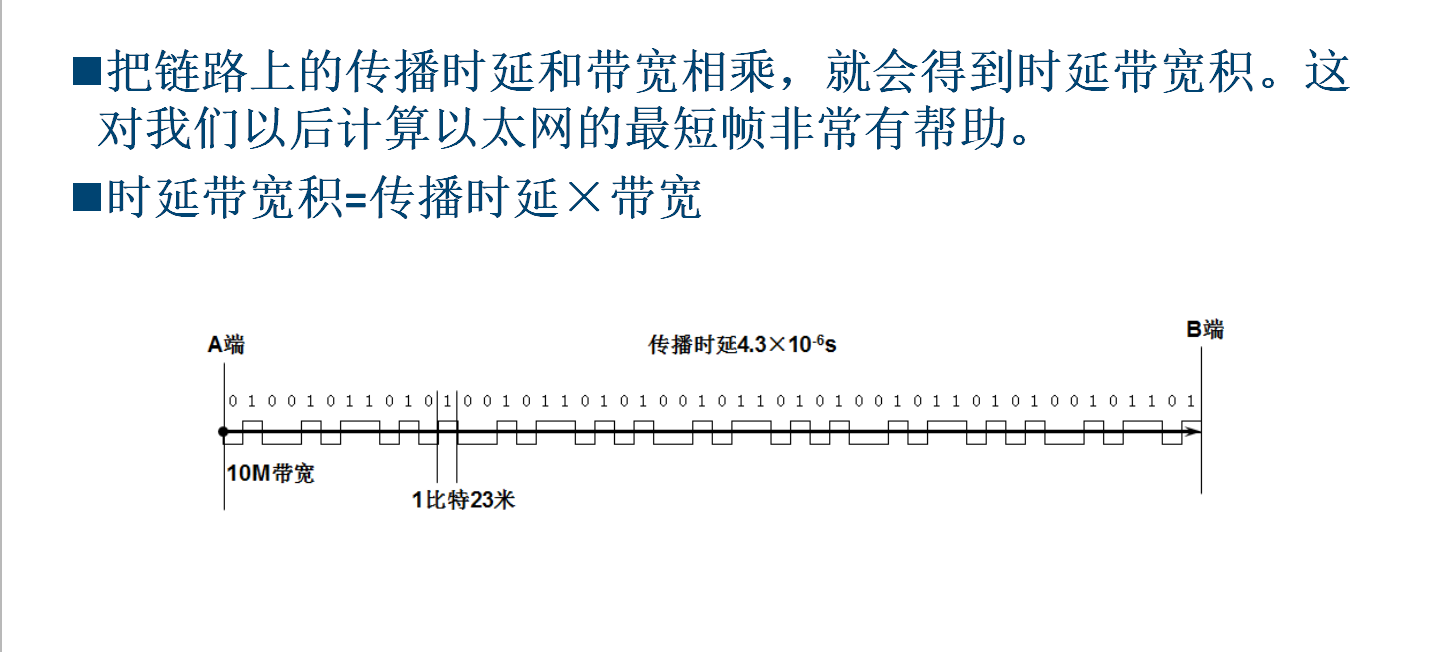 ■把链路上的传播时延和带宽相乘，就会得到时延带宽积。这
对我们以后计算以太网的最短帧非常有帮助。
■时延带宽积=传播时延×带宽
A端
传播时延4.3×10⁻⁶s
B端
0 1 0 0 1 0 1 1 0 1 0 1 0 0 1 0 1 1 0 1 0 1 0 0 1 0 1 1 0 1 0 1 0 0 1 0 1 1 0 1 0 1 0 0 1 0 1 1 0 1
10M带宽
1比特23米